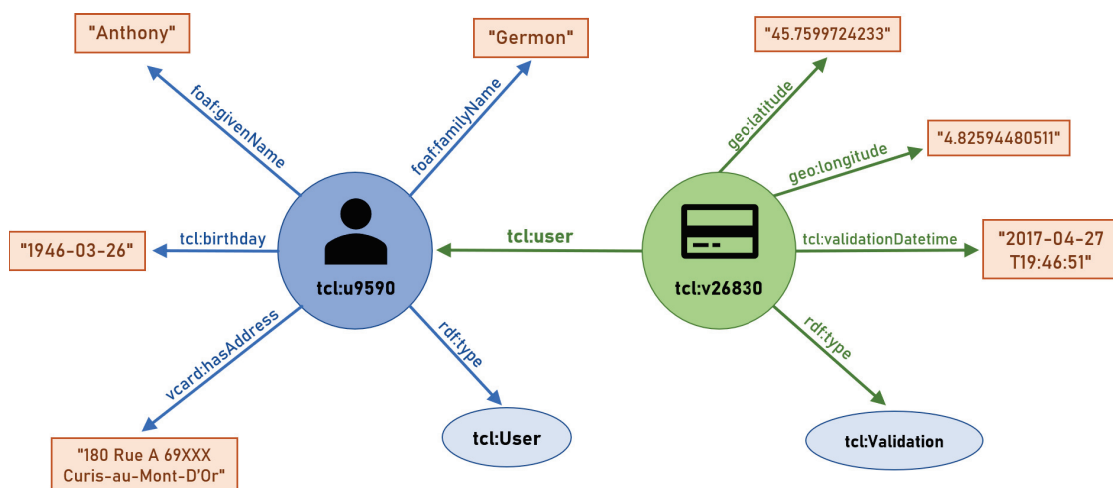 "Anthony"
"Germon"
"45.7599724233"
foaf:givenName
foaf:familyName
geo:latitude
"4.82594480511"
geo:longitude
"1946-03-26"
tcl:birthday
tcl:user
tcl:validationDatetime
"2017-04-27
T19:46:51"
tcl:u9590
tcl:v26830
vcard:hasAddress
rdf:type
rdf:type
tcl:User
tcl:Validation
"180 Rue A 69XXX
Curis-au-Mont-D'Or"